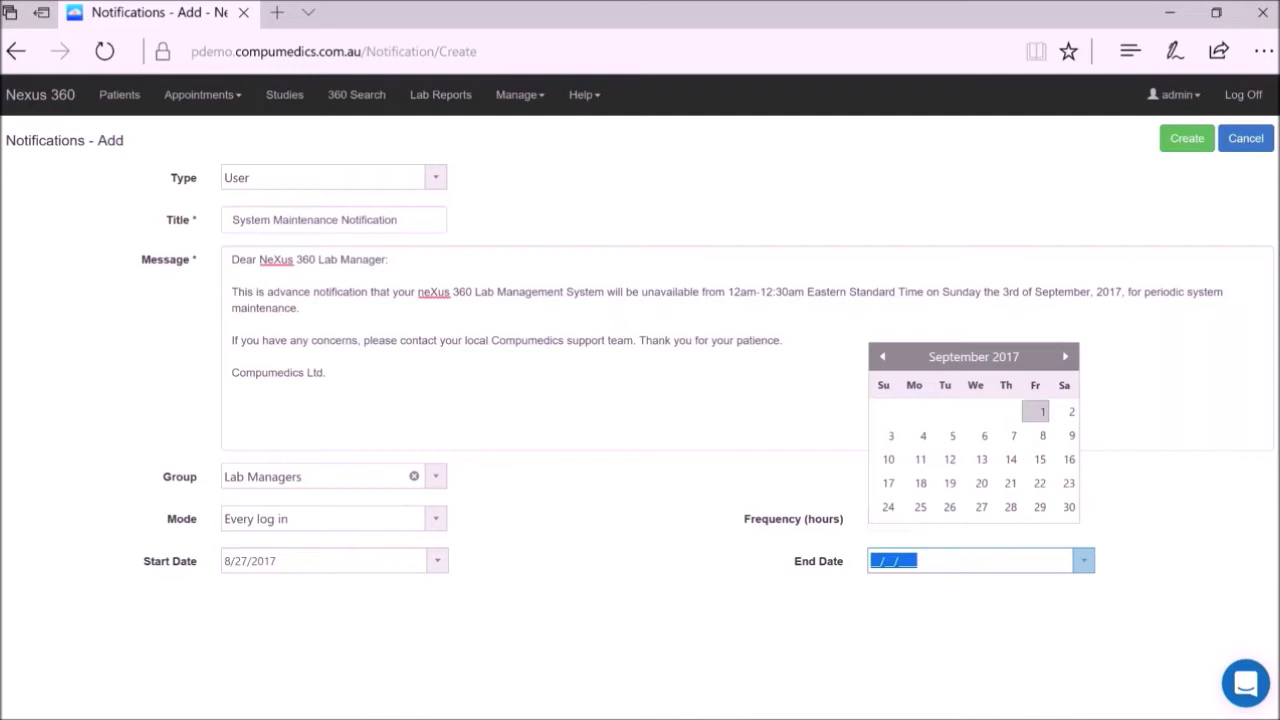 Notifications - Add - Ne
pdemo.compumedics.com.au/Notification/Create
Nexus 360 Patients Appointments Studies 360 Search Lab Reports Manage Help admin Log Off
Notifications - Add Create Cancel
Type User
Title * System Maintenance Notification
Message * Dear NeXus 360 Lab Manager:
This is advance notification that your neXus 360 Lab Management System will be unavailable from 12am-12:30am Eastern Standard Time on Sunday the 3rd of September, 2017, for periodic system
maintenance.
If you have any concerns, please contact your local Compumedics support team. Thank you for your patience.
Compumedics Ltd.
September 2017
Su Mo Tu We Th Fr Sa
1 2
3 4 5 6 7 8 9
10 11 12 13 14 15 16
17 18 19 20 21 22 23
24 25 26 27 28 29 30
Group Lab Managers
Mode Every log in Frequency (hours)
Start Date 8/27/2017 End Date _/_/__